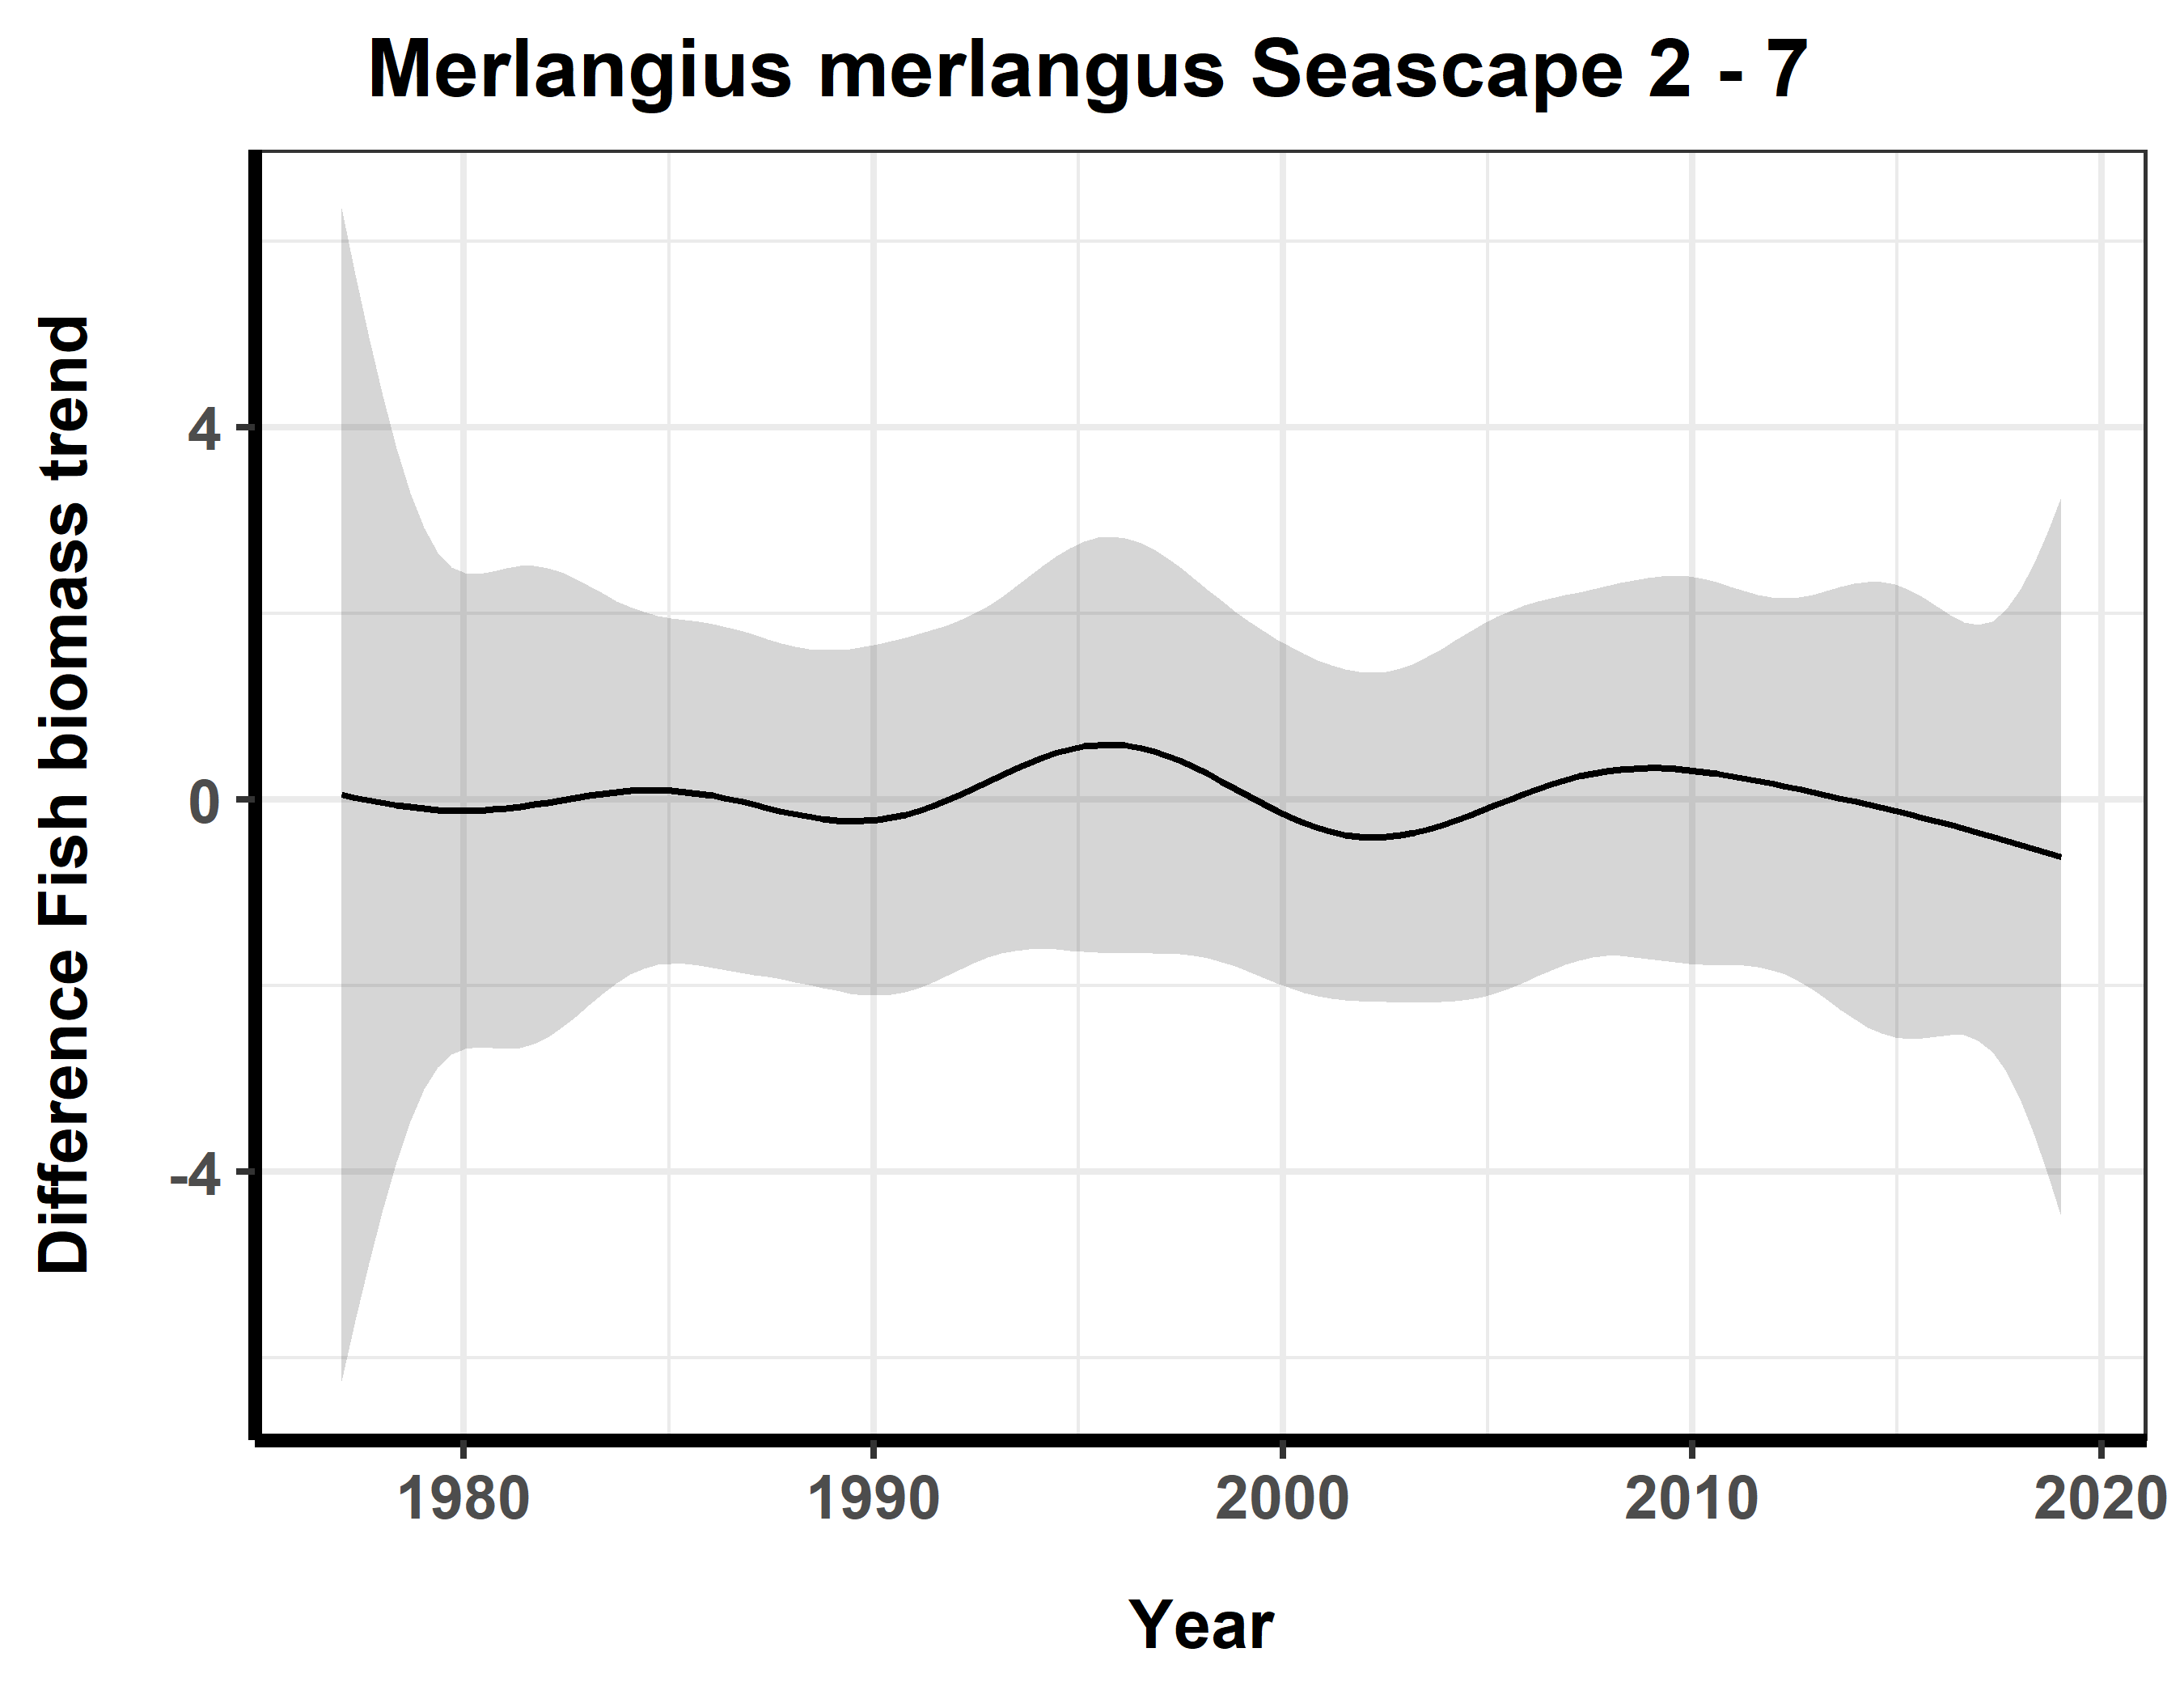 Merlangius merlangus Seascape 2 - 7
Difference Fish biomass trend
4
0
-4
1980 1990 2000 2010 2020
Year